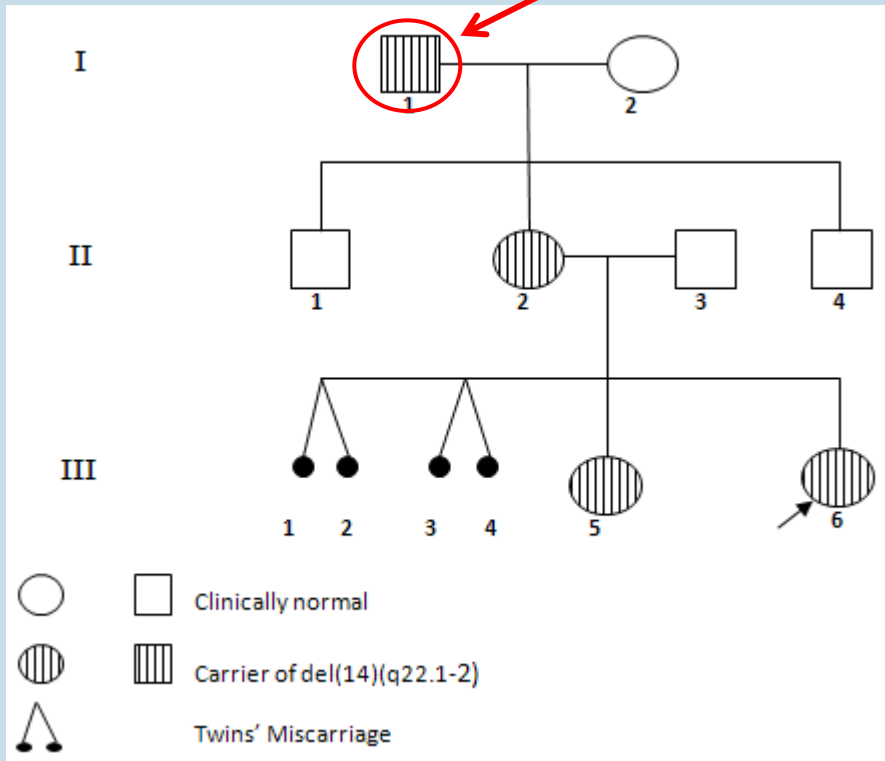 I
1 2
II
1 2 3 4
III
1 2 3 4 5 6
Clinically normal
Carrier of del(14)(q22.1-2)
Twins' Miscarriage